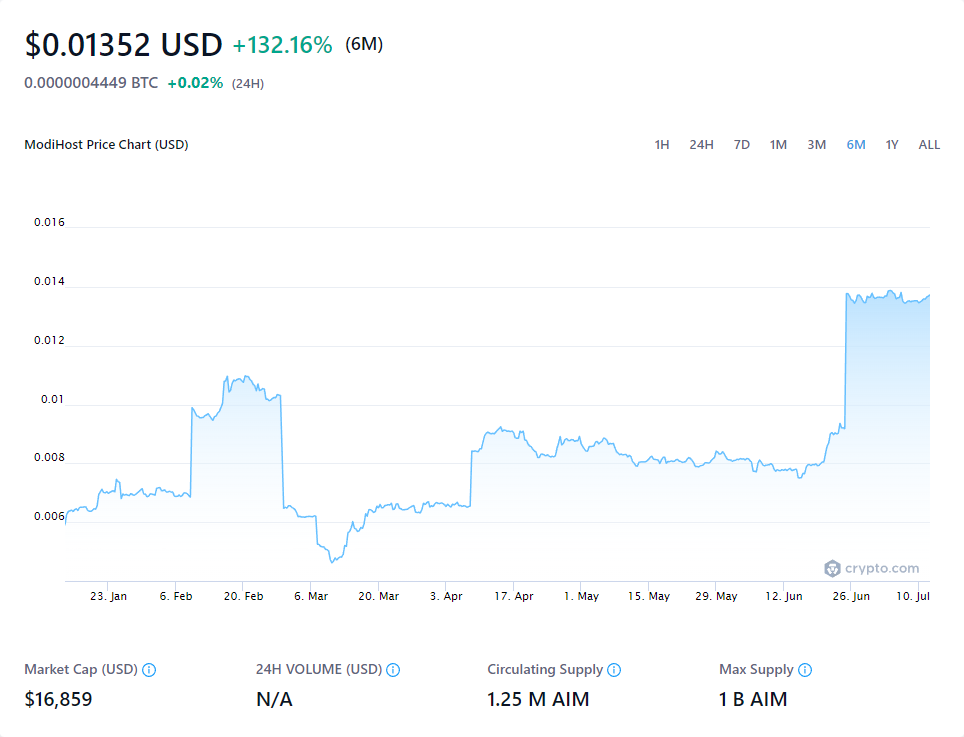 $0.01352 USD +132.16% (6M)
0.0000004449 BTC +0.02% (24H)
ModiHost Price Chart (USD) 1H 24H 7D 1M 3M 6M 1Y ALL
0.016
0.014
0.012
0.01
0.008
0.006
crypto.com
23. Jan 6. Feb 20. Feb 6. Mar 20. Mar 3. Apr 17. Apr 1. May 15. May 29. May 12. Jun 26. Jun 10. Jul
Market Cap (USD) 24H VOLUME (USD) Circulating Supply Max Supply
$16,859 N/A 1.25 M AIM 1 B AIM